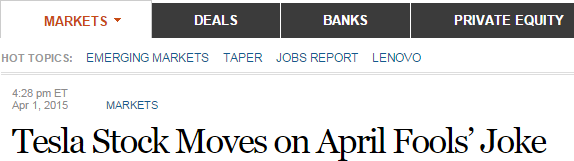 MARKETS DEALS BANKS PRIVATE EQUITY
HOT TOPICS: EMERGING MARKETS TAPER JOBS REPORT LENOVO
4:28 pm ET
Apr 1, 2015 MARKETS
Tesla Stock Moves on April Fools’ Joke